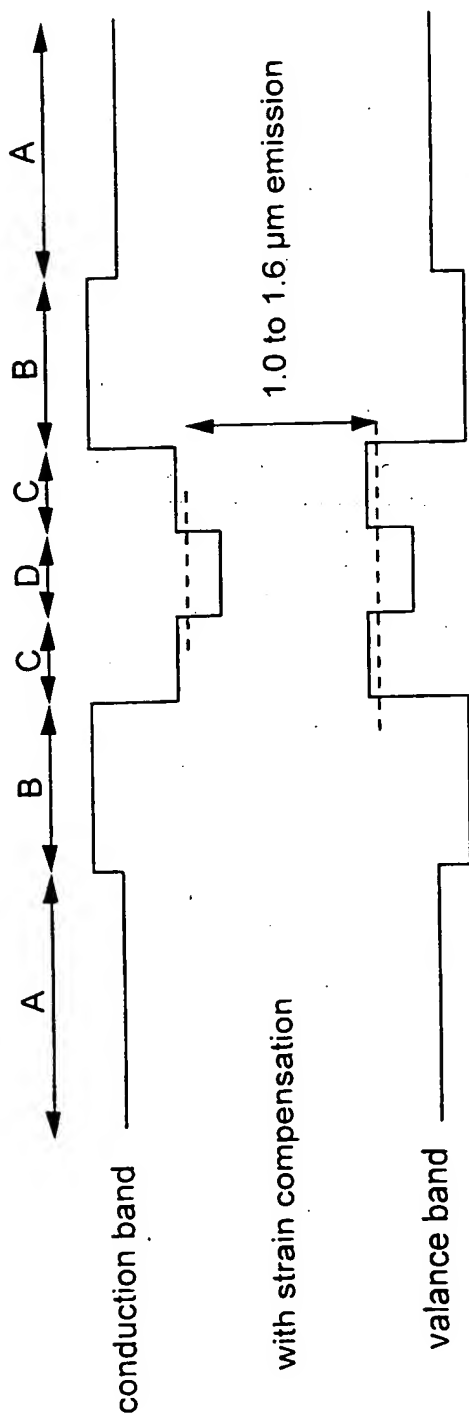 A B C D C B A
conduction band
1.0 to 1.6 µm emission
with strain compensation
valance band